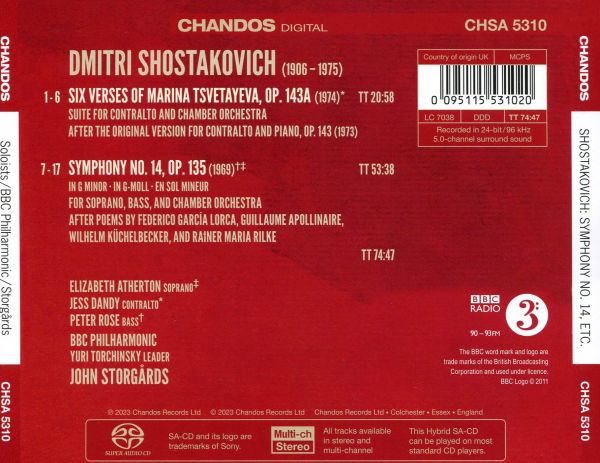 CHANDOS DIGITAL
CHSA 5310
DMITRI SHOSTAKOVICH (1906 – 1975)
1-6 SIX VERSES OF MARINA TSVETAYEVA, OP. 143A (1974)* TT 20:58
SUITE FOR CONTRALTO AND CHAMBER ORCHESTRA
AFTER THE ORIGINAL VERSION FOR CONTRALTO AND PIANO, OP. 143 (1973)
7-17 SYMPHONY NO. 14, OP. 135 (1969)†‡ TT 53:38
IN G MINOR · IN G-MOLL · EN SOL MINEUR
FOR SOPRANO, BASS, AND CHAMBER ORCHESTRA
AFTER POEMS BY FEDERICO GARCÍA LORCA, GUILLAUME APOLLINAIRE,
WILHELM KÜCHELBECKER, AND RAINER MARIA RILKE
TT 74:47
Country of origin UK MCPS
0 095115 531020
LC 7038 DDD TT 74:47
Recorded in 24-bit/96 kHz
5.0-channel surround sound
ELIZABETH ATHERTON SOPRANO‡
JESS DANDY CONTRALTO*
PETER ROSE BASS†
BBC PHILHARMONIC
YURI TORCHINSKY LEADER
JOHN STORGÅRDS
BBC
RADIO
3:
90 – 93FM
The BBC word mark and logo are
trade marks of the British Broadcasting
Corporation and used under licence.
BBC Logo © 2011
℗ 2023 Chandos Records Ltd © 2023 Chandos Records Ltd Chandos Records Ltd • Colchester • Essex • England
SUPER AUDIO CD
SA-CD and its logo are
trademarks of Sony.
Multi-ch
Stereo
All tracks available
in stereo and
multi-channel
This Hybrid SA-CD
can be played on most
standard CD players.
CHANDOS
Soloists/BBC Philharmonic/Storgårds
CHSA 5310
CHANDOS
SHOSTAKOVICH: SYMPHONY NO. 14, ETC.
CHSA 5310